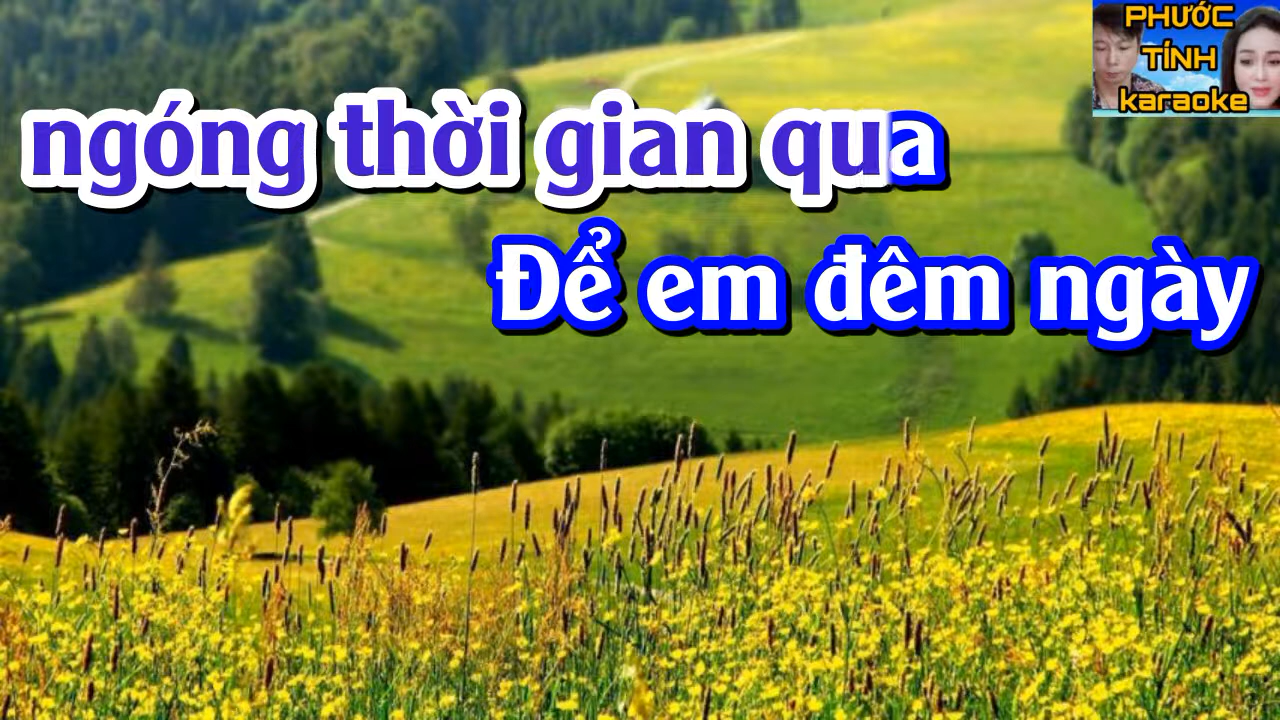 PHƯỚC
TÍNH
karaoke
ngóng thời gian qua
Để em đêm ngày